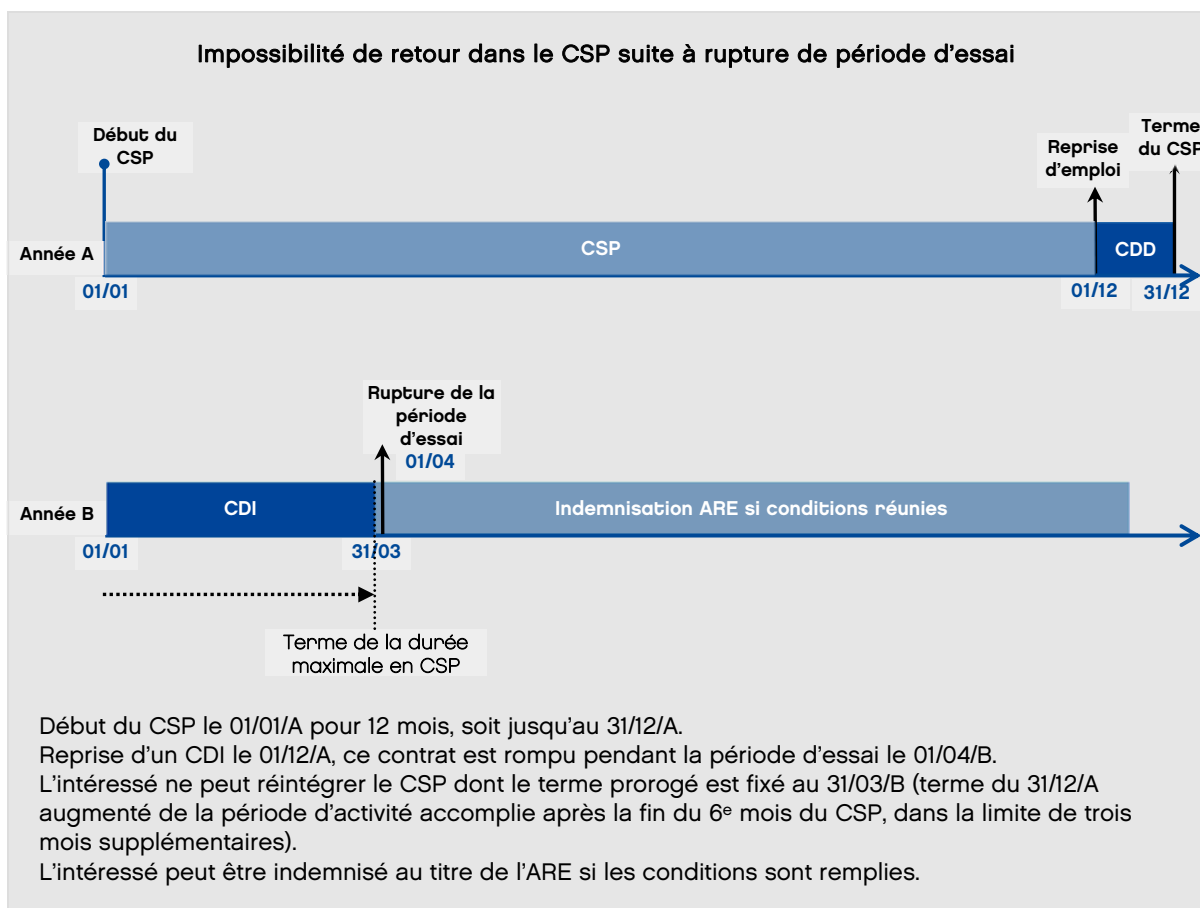 Impossibilité de retour dans le CSP suite à rupture de période d'essai
Début du
CSP
Reprise
d'emploi
Terme
du CSP
Année A
CSP
CDD
01/01
01/12
31/12
Rupture de la
période
d'essai
01/04
Année B
CDI
Indemnisation ARE si conditions réunies
01/01
31/03
Terme de la durée
maximale en CSP
Début du CSP le 01/01/A pour 12 mois, soit jusqu'au 31/12/A.
Reprise d'un CDI le 01/12/A, ce contrat est rompu pendant la période d'essai le 01/04/B.
L'intéressé ne peut réintégrer le CSP dont le terme prorogé est fixé au 31/03/B (terme du 31/12/A
augmenté de la période d'activité accomplie après la fin du 6e mois du CSP, dans la limite de trois
mois supplémentaires).
L'intéressé peut être indemnisé au titre de l'ARE si les conditions sont remplies.